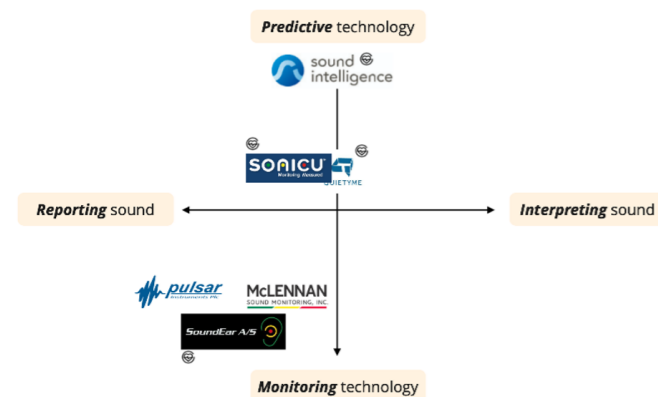 Predictive technology
sound
intelligence
SONICU
Monitoring Mastered
QUIETYME
Reporting sound
Interpreting sound
pulsar
Instruments Plc
McLENNAN
SOUND MONITORING, INC.
SoundEar A/S
Monitoring technology